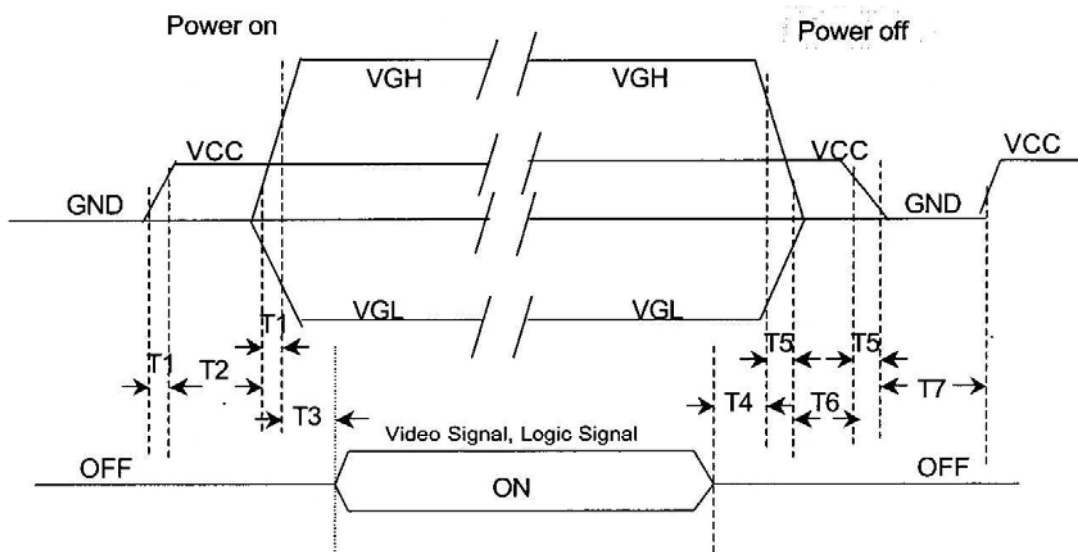 Power on
Power off
VGH
VGH
VCC
VCC
VCC
GND
GND
VGL
VGL
T1
T5
T5
T1
T2
T7
T3
T4
T6
Video Signal, Logic Signal
OFF
OFF
ON